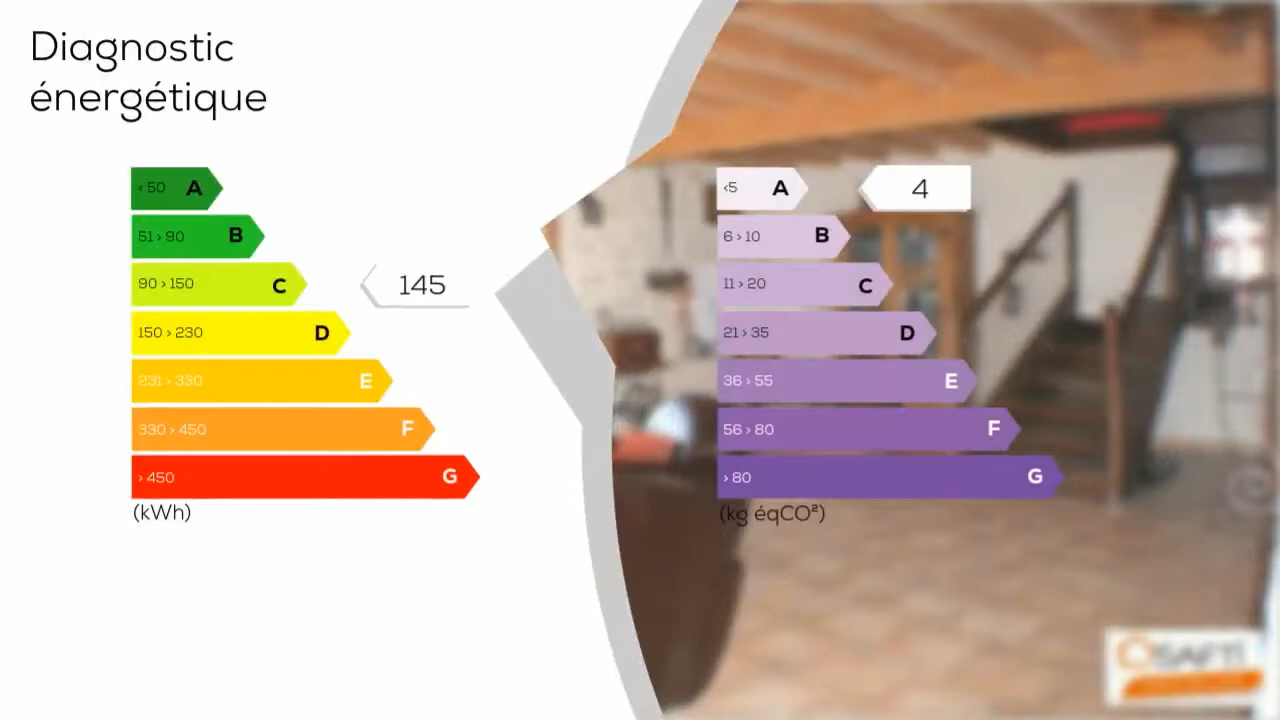 Diagnostic
énergétique
< 50 A
51 > 90 B
90 > 150 C
145
150 > 230 D
231 > 330 E
330 > 450 F
> 450 G
(kWh)
<5 A
4
6 > 10 B
11 > 20 C
21 > 35 D
36 > 55 E
56 > 80 F
> 80 G
(kg éqCO²)
SAFTI